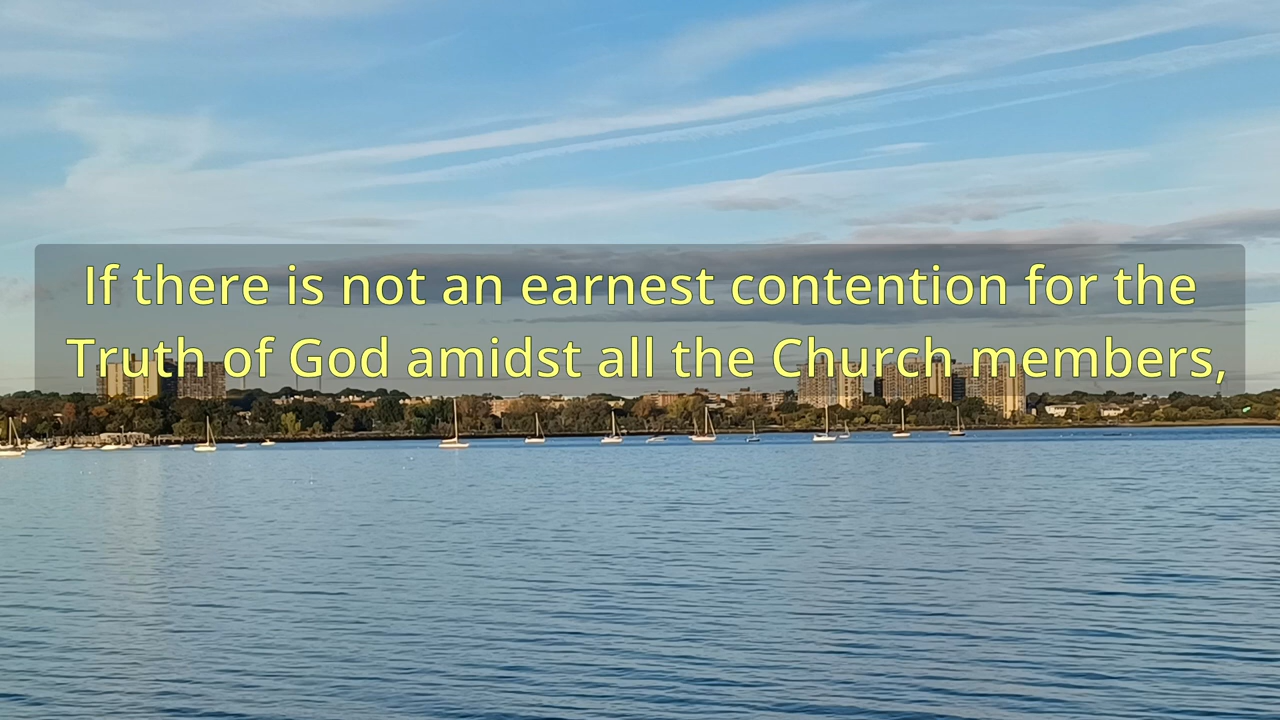 If there is not an earnest contention for the
Truth of God amidst all the Church members,